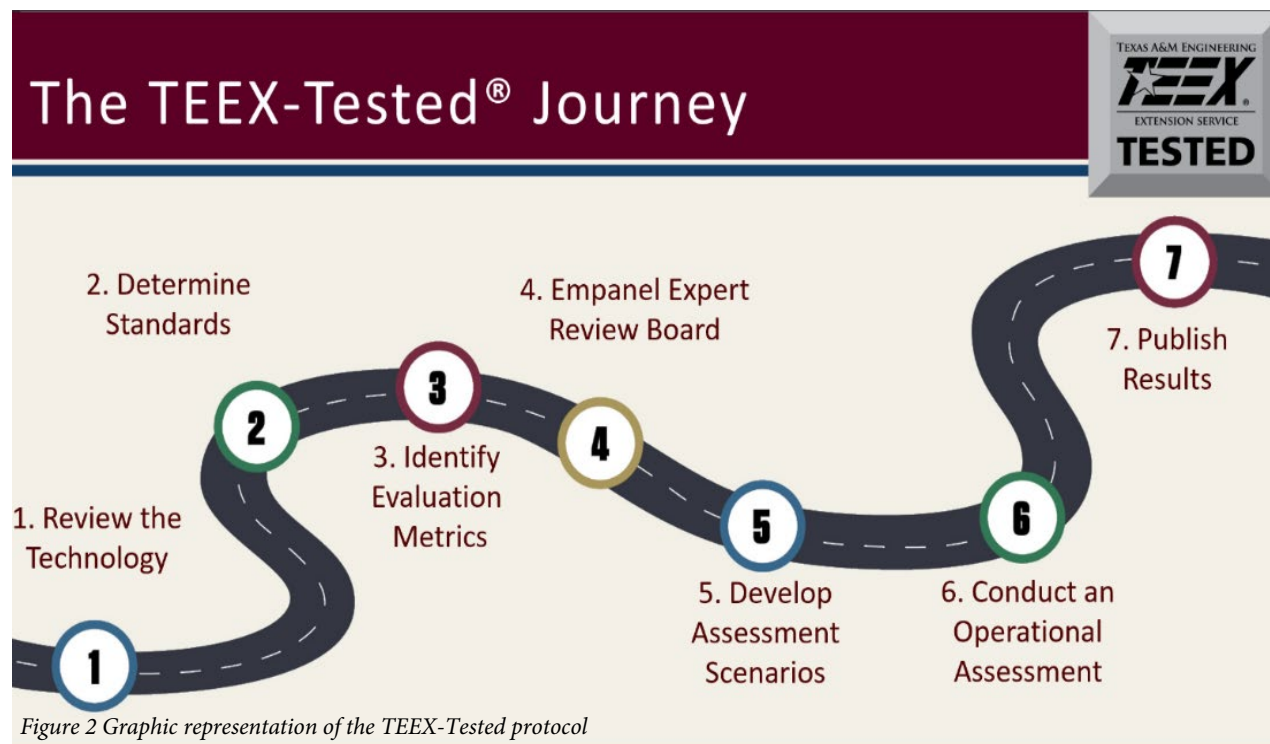 The TEEX-Tested® Journey
TEXAS A&M ENGINEERING
TEEX®
EXTENSION SERVICE
TESTED
2. Determine
Standards
4. Empanel Expert
Review Board
7
7. Publish
Results
3
2
4
3. Identify
Evaluation
Metrics
1. Review the
Technology
5
6
5. Develop
Assessment
Scenarios
6. Conduct an
Operational
Assessment
1
Figure 2 Graphic representation of the TEEX-Tested protocol